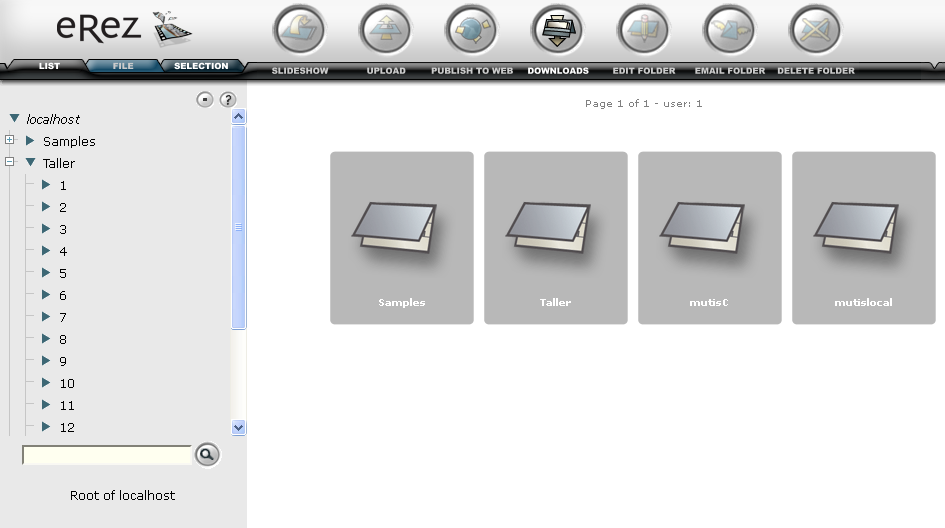 eRez
LIST FILE SELECTION
SLIDESHOW UPLOAD PUBLISH TO WEB DOWNLOADS EDIT FOLDER EMAIL FOLDER DELETE FOLDER
?
Page 1 of 1 - user: 1
localhost
Samples
Taller
1
2
3
4
5
6
7
8
9
10
11
12
Samples Taller mutisC mutislocal
Root of localhost